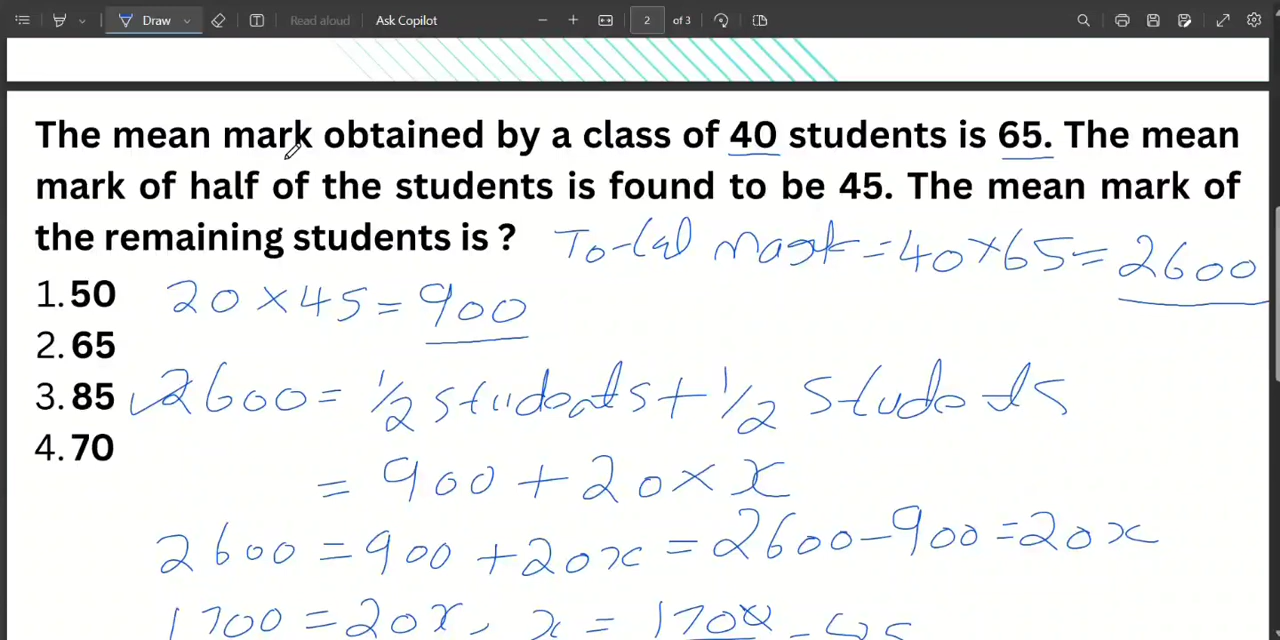 Draw
Read aloud
Ask Copilot
2
of 3
The mean mark obtained by a class of 40 students is 65. The mean
mark of half of the students is found to be 45. The mean mark of
the remaining students is ?
Total mark = 40 × 65 = 2600
1. 50
20 × 45 = 900
2. 65
3. 85
2600 = 1/2 students + 1/2 students
4. 70
= 900 + 20 × x
2600 = 900 + 20x = 2600 - 900 = 20x
1700 = 20x, x = 1700